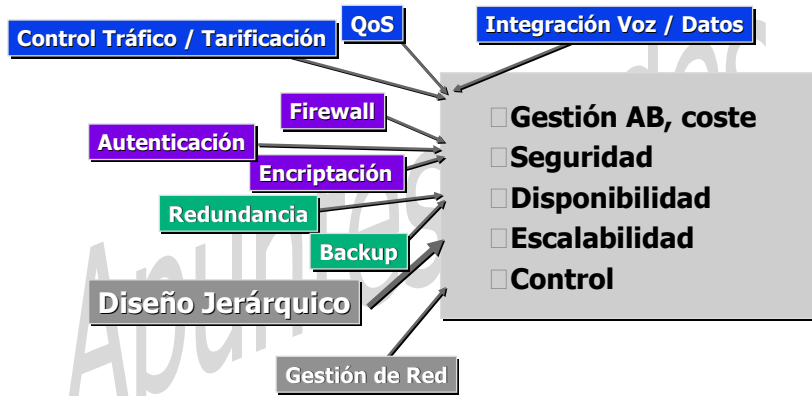 QoS
Integración Voz / Datos
Control Tráfico / Tarificación
Firewall
Autenticación
Encriptación
Redundancia
Backup
Diseño Jerárquico
Gestión de Red
Gestión AB, coste
Seguridad
Disponibilidad
Escalabilidad
Control
Apuntes